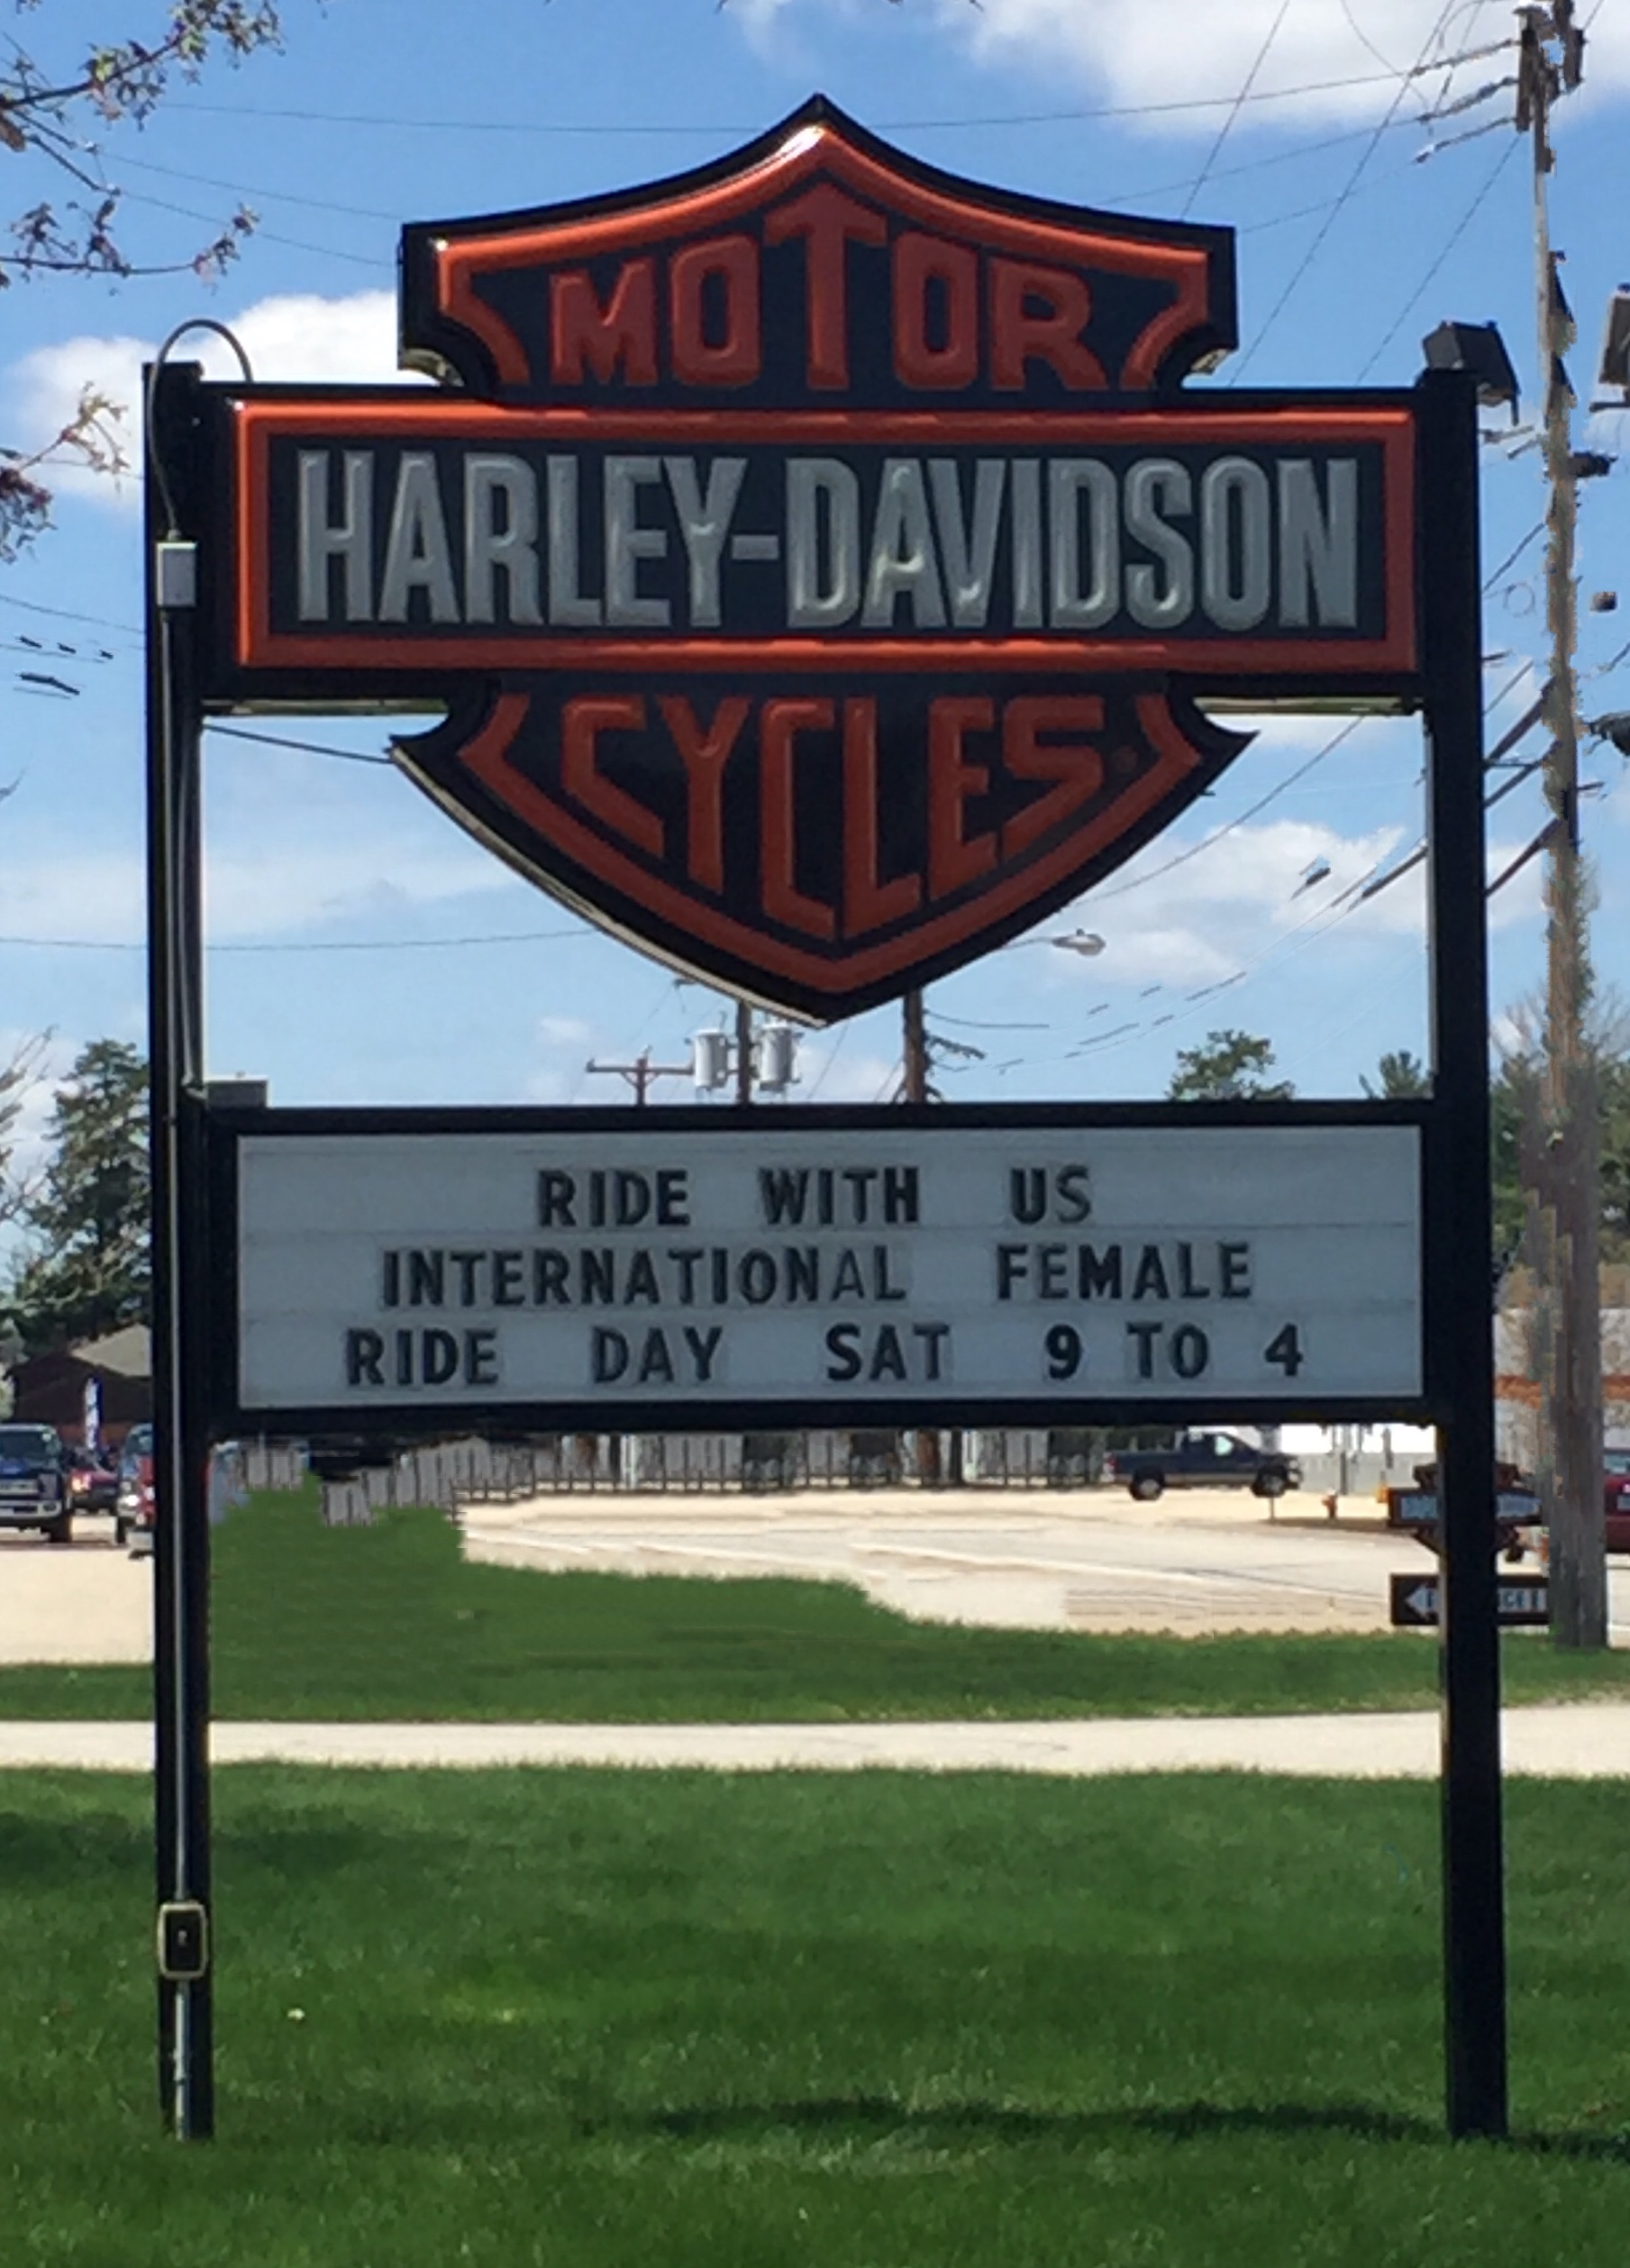 MOTOR
HARLEY-DAVIDSON
CYCLES
RIDE WITH US
INTERNATIONAL FEMALE
RIDE DAY SAT 9 TO 4